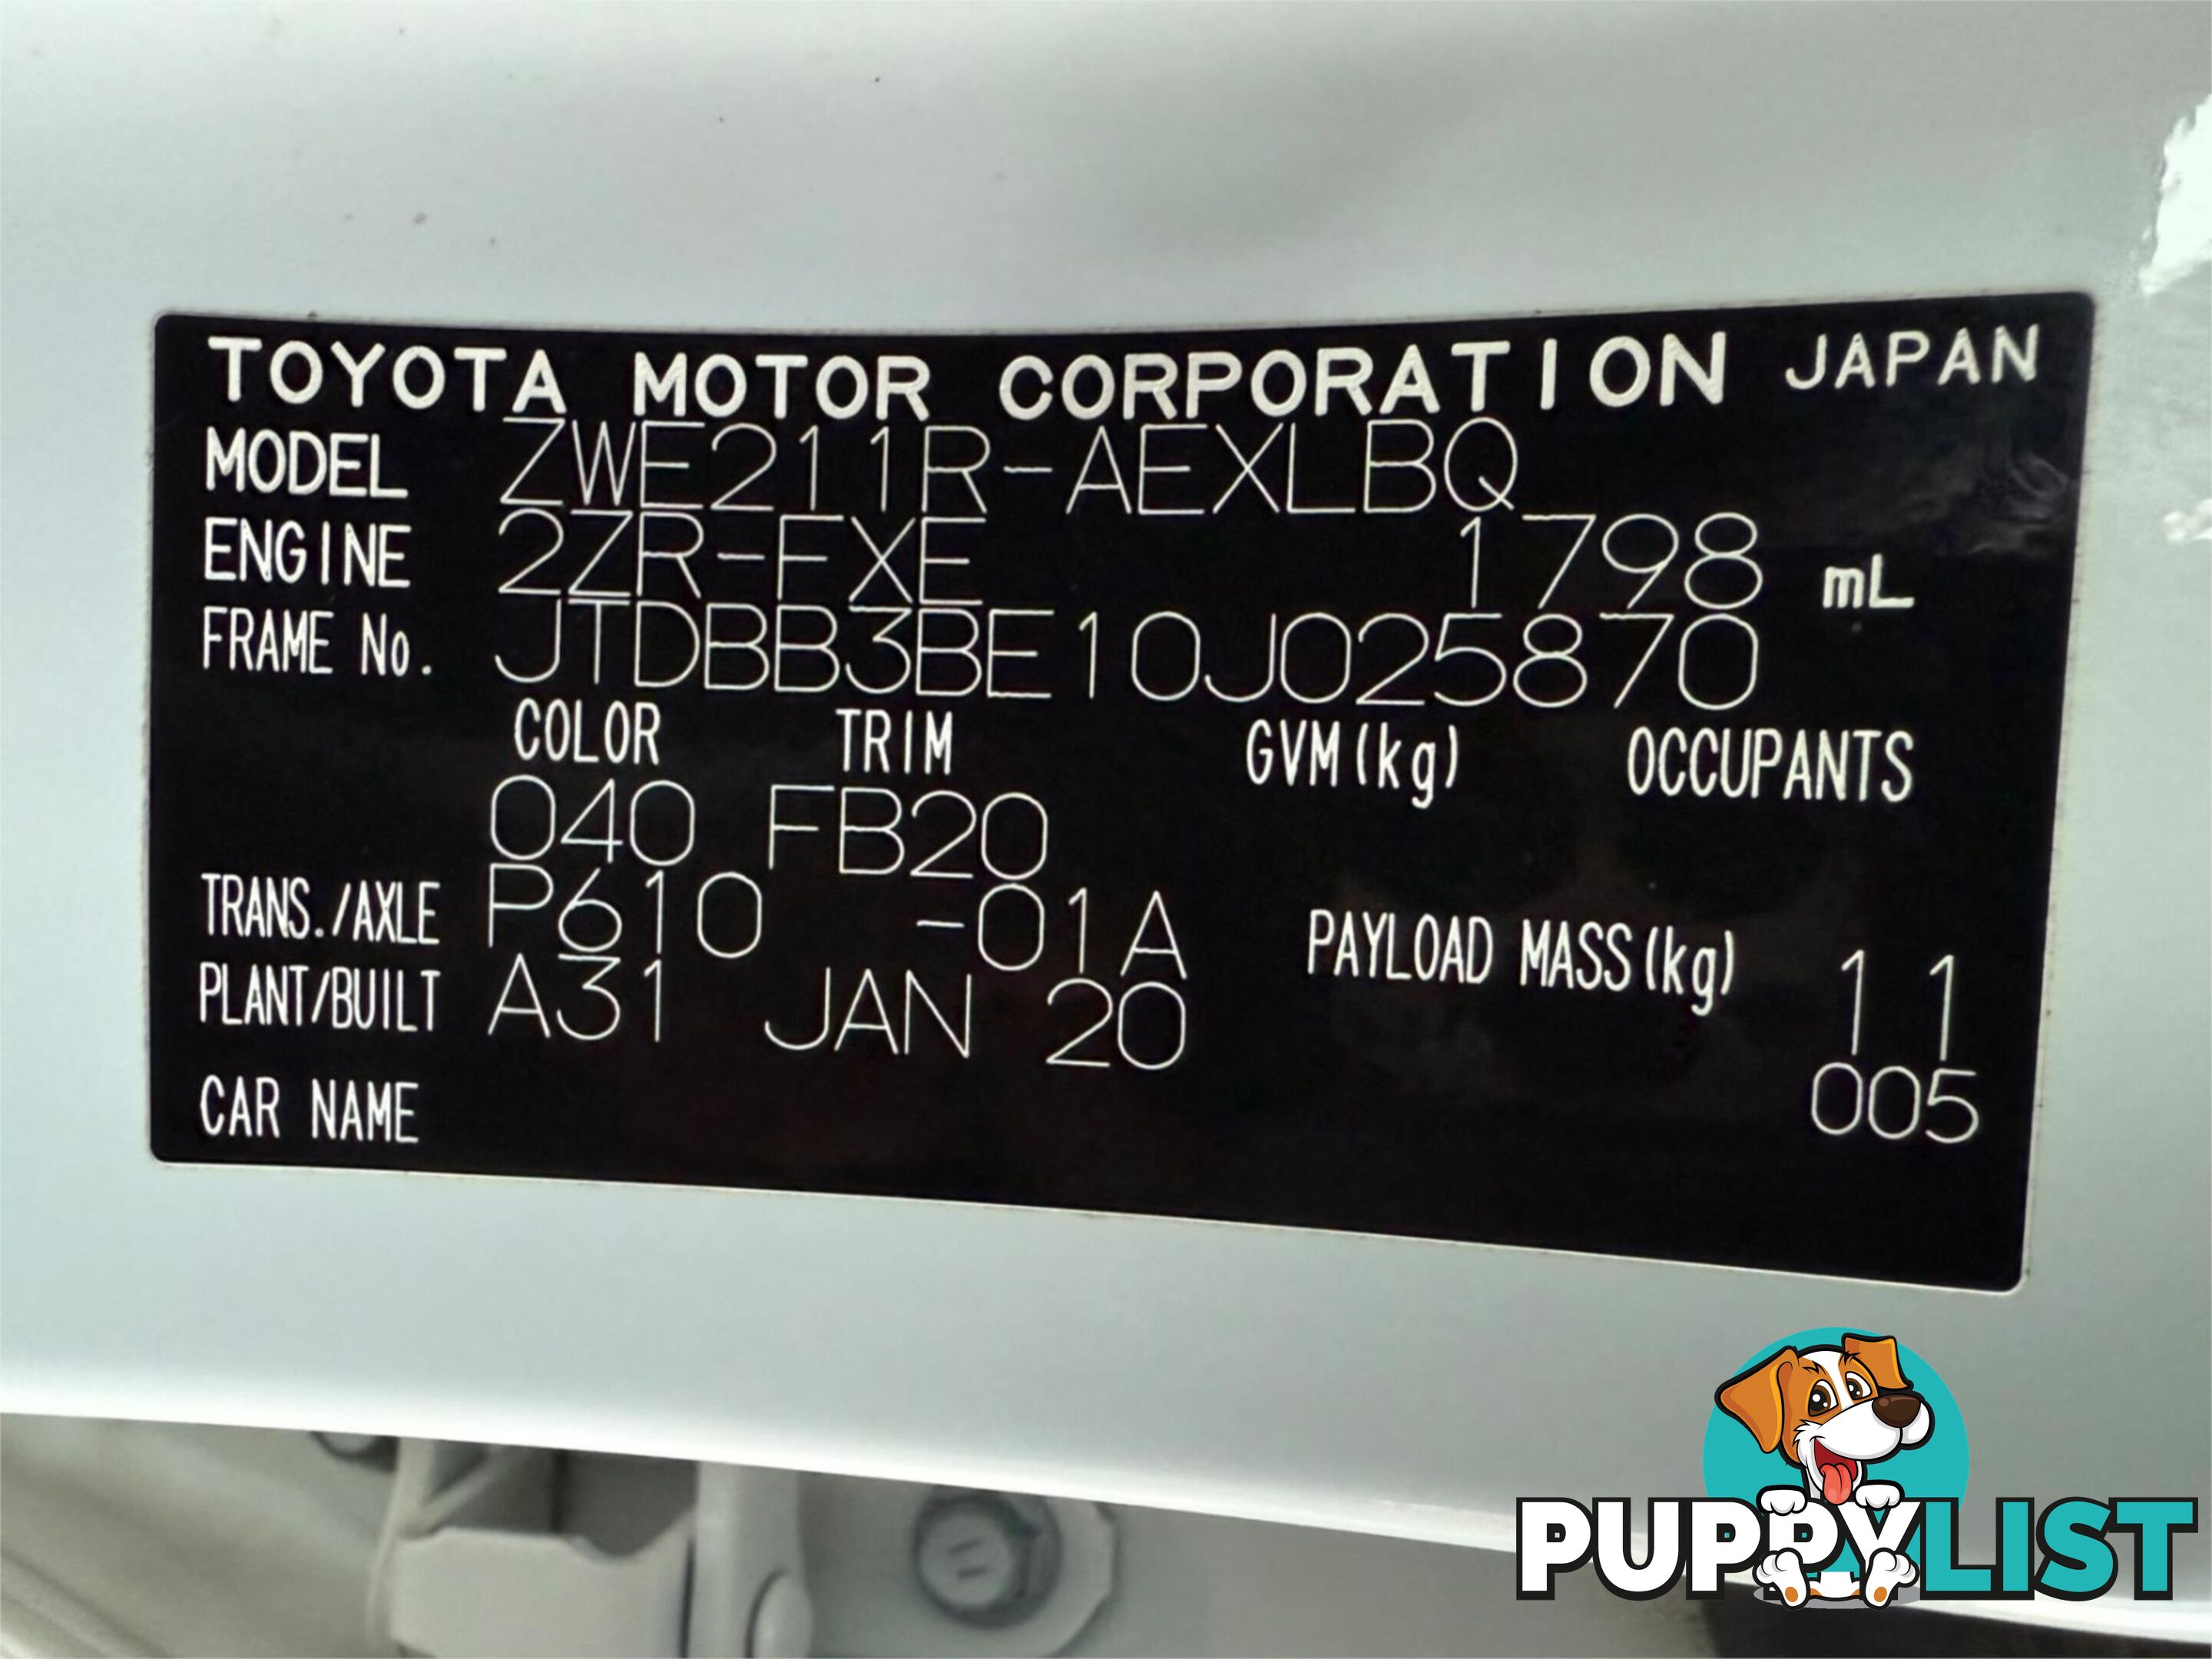 TOYOTA MOTOR CORPORATION JAPAN
MODEL ZWE211R-AEXLBQ
ENGINE 2ZR-FXE 1798 mL
FRAME No. JTDBB3BE10J025870
COLOR TRIM GVM(kg) OCCUPANTS
040 FB20
TRANS./AXLE P610 -01A PAYLOAD MASS(kg) 1 1
PLANT/BUILT A31 JAN 20
005
CAR NAME
PUPPYLIST